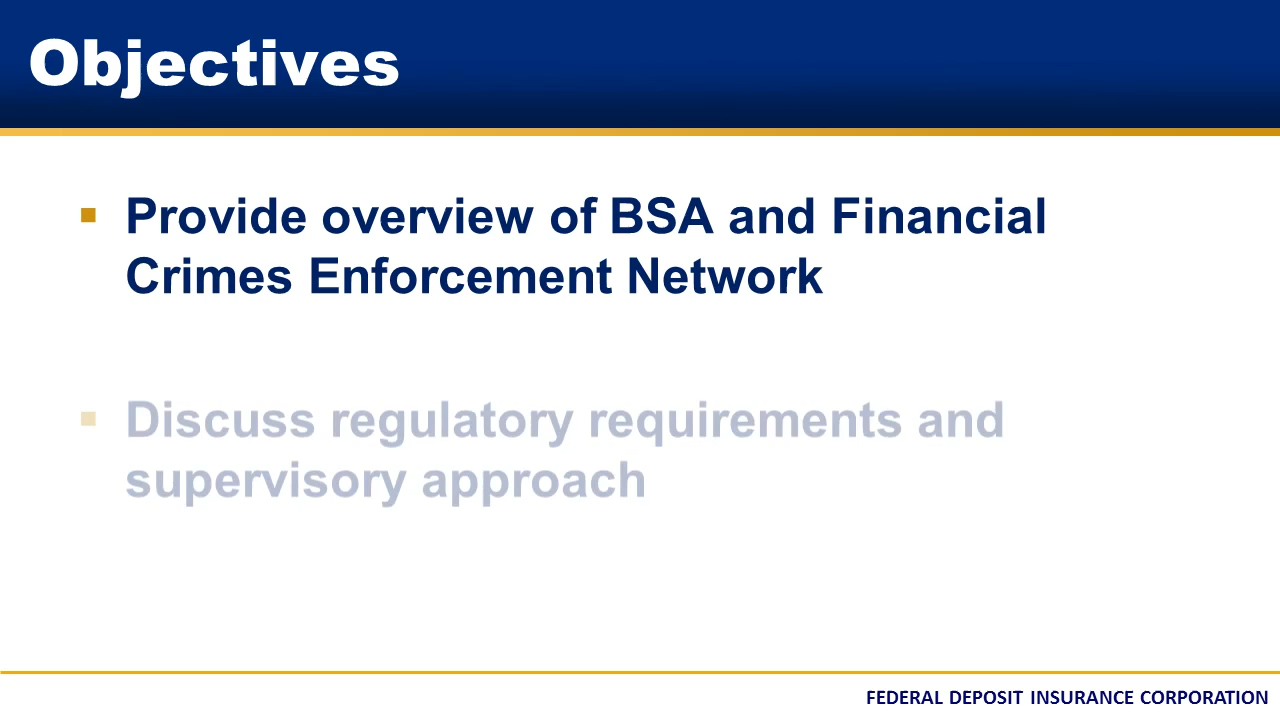 Objectives
Provide overview of BSA and Financial
Crimes Enforcement Network
Discuss regulatory requirements and
supervisory approach
FEDERAL DEPOSIT INSURANCE CORPORATION